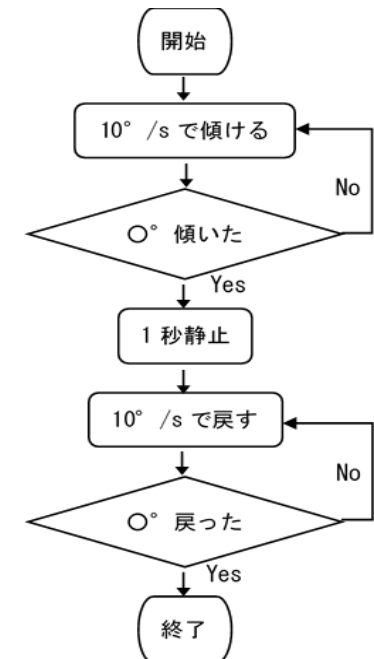 開始
10° /s で傾ける
No
〇° 傾いた
Yes
1 秒静止
10° /s で戻す
No
〇° 戻った
Yes
終了